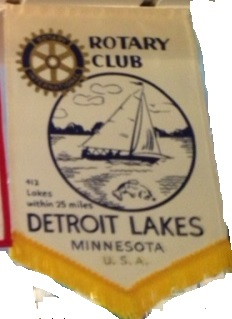 ROTARY
CLUB
412
Lakes
within 25 miles
DETROIT LAKES
MINNESOTA
U. S. A.